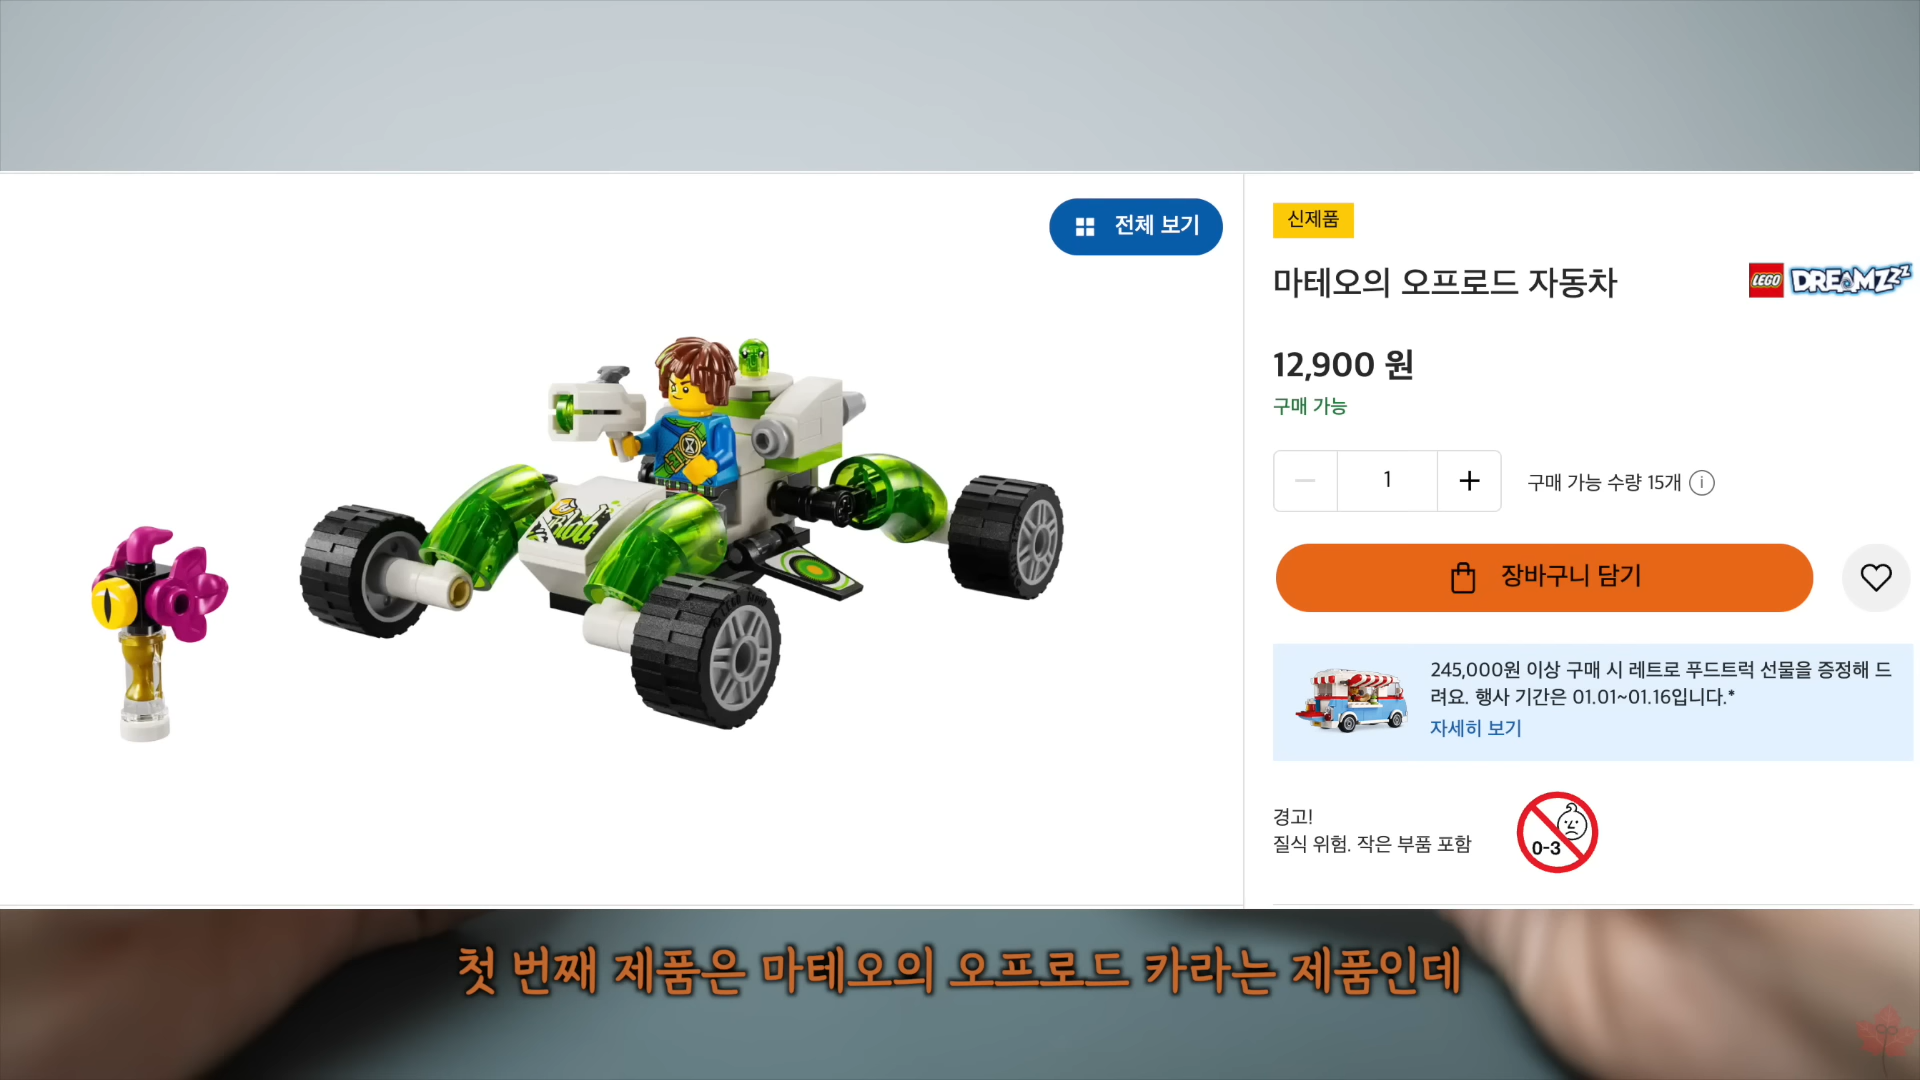 전체 보기
신제품
마테오의 오프로드 자동차
LEGO DREAMZzz
12,900 원
구매 가능
1
구매 가능 수량 15개
장바구니 담기
245,000원 이상 구매 시 레트로 푸드트럭 선물을 증정해 드
려요. 행사 기간은 01.01~01.16입니다.*
자세히 보기
경고!
질식 위험. 작은 부품 포함
0-3
Z-Blob
첫 번째 제품은 마테오의 오프로드 카라는 제품인데